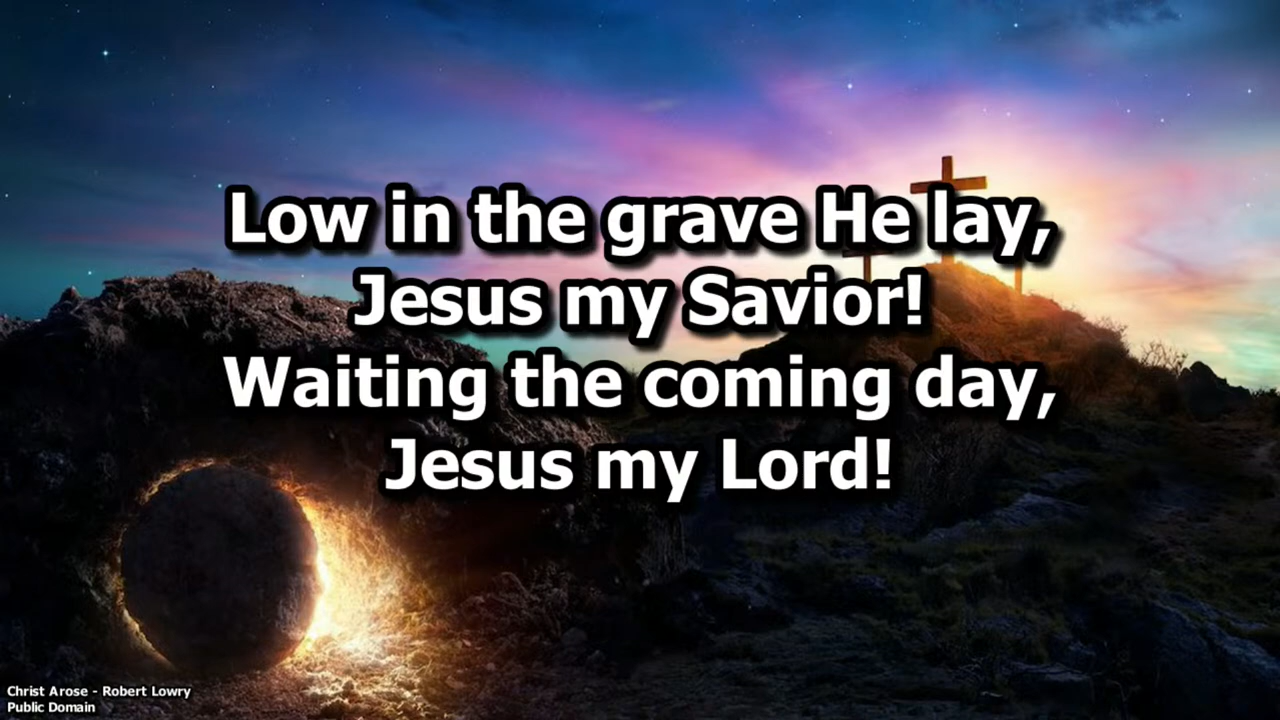 Low in the grave He lay,
Jesus my Savior!
Waiting the coming day,
Jesus my Lord!
Christ Arose - Robert Lowry
Public Domain